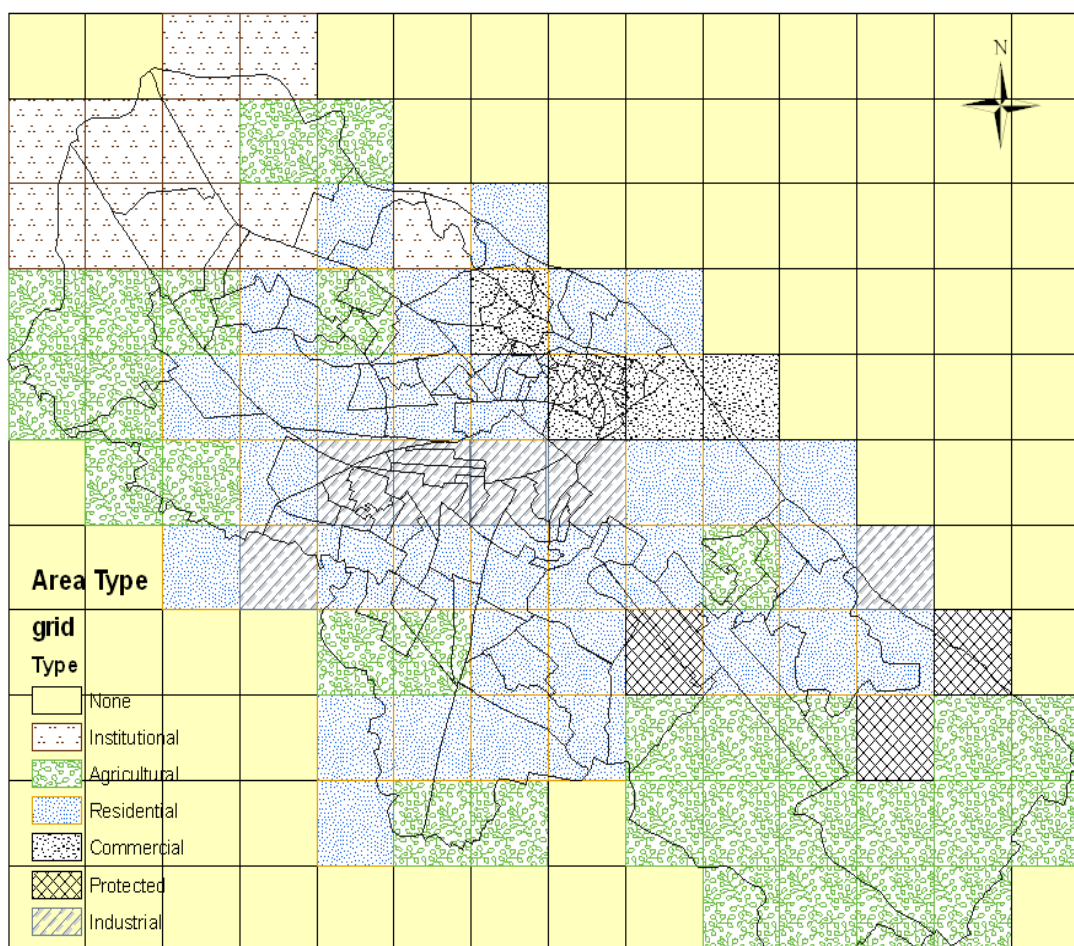 N
Area Type
grid
Type
None
Institutional
Agricultural
Residential
Commercial
Protected
Industrial